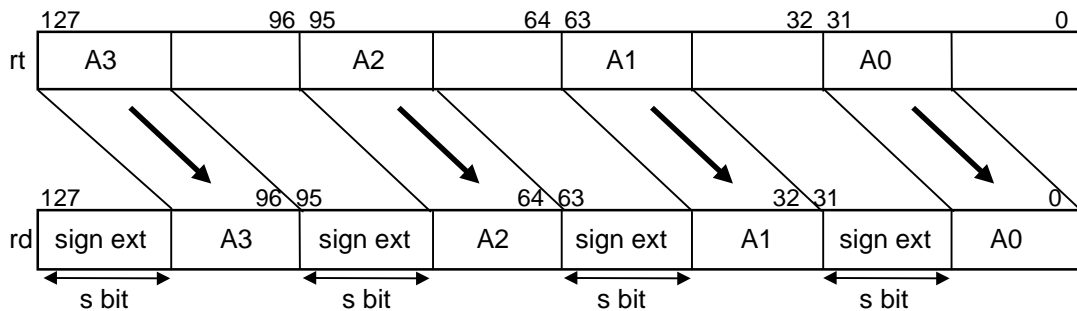 127 96 95 64 63 32 31 0
rt A3 A2 A1 A0
127 96 95 64 63 32 31 0
rd sign ext A3 sign ext A2 sign ext A1 sign ext A0
s bit s bit s bit s bit